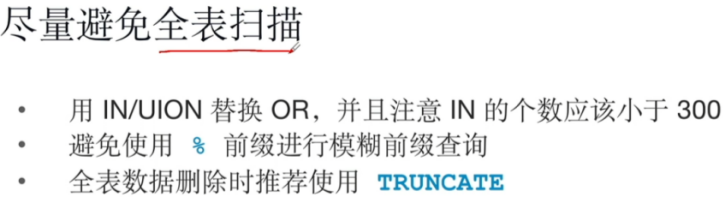 尽量避免全表扫描
• 用 IN/UION 替换 OR，并且注意 IN 的个数应该小于 300
• 避免使用 % 前缀进行模糊前缀查询
• 全表数据删除时推荐使用 TRUNCATE